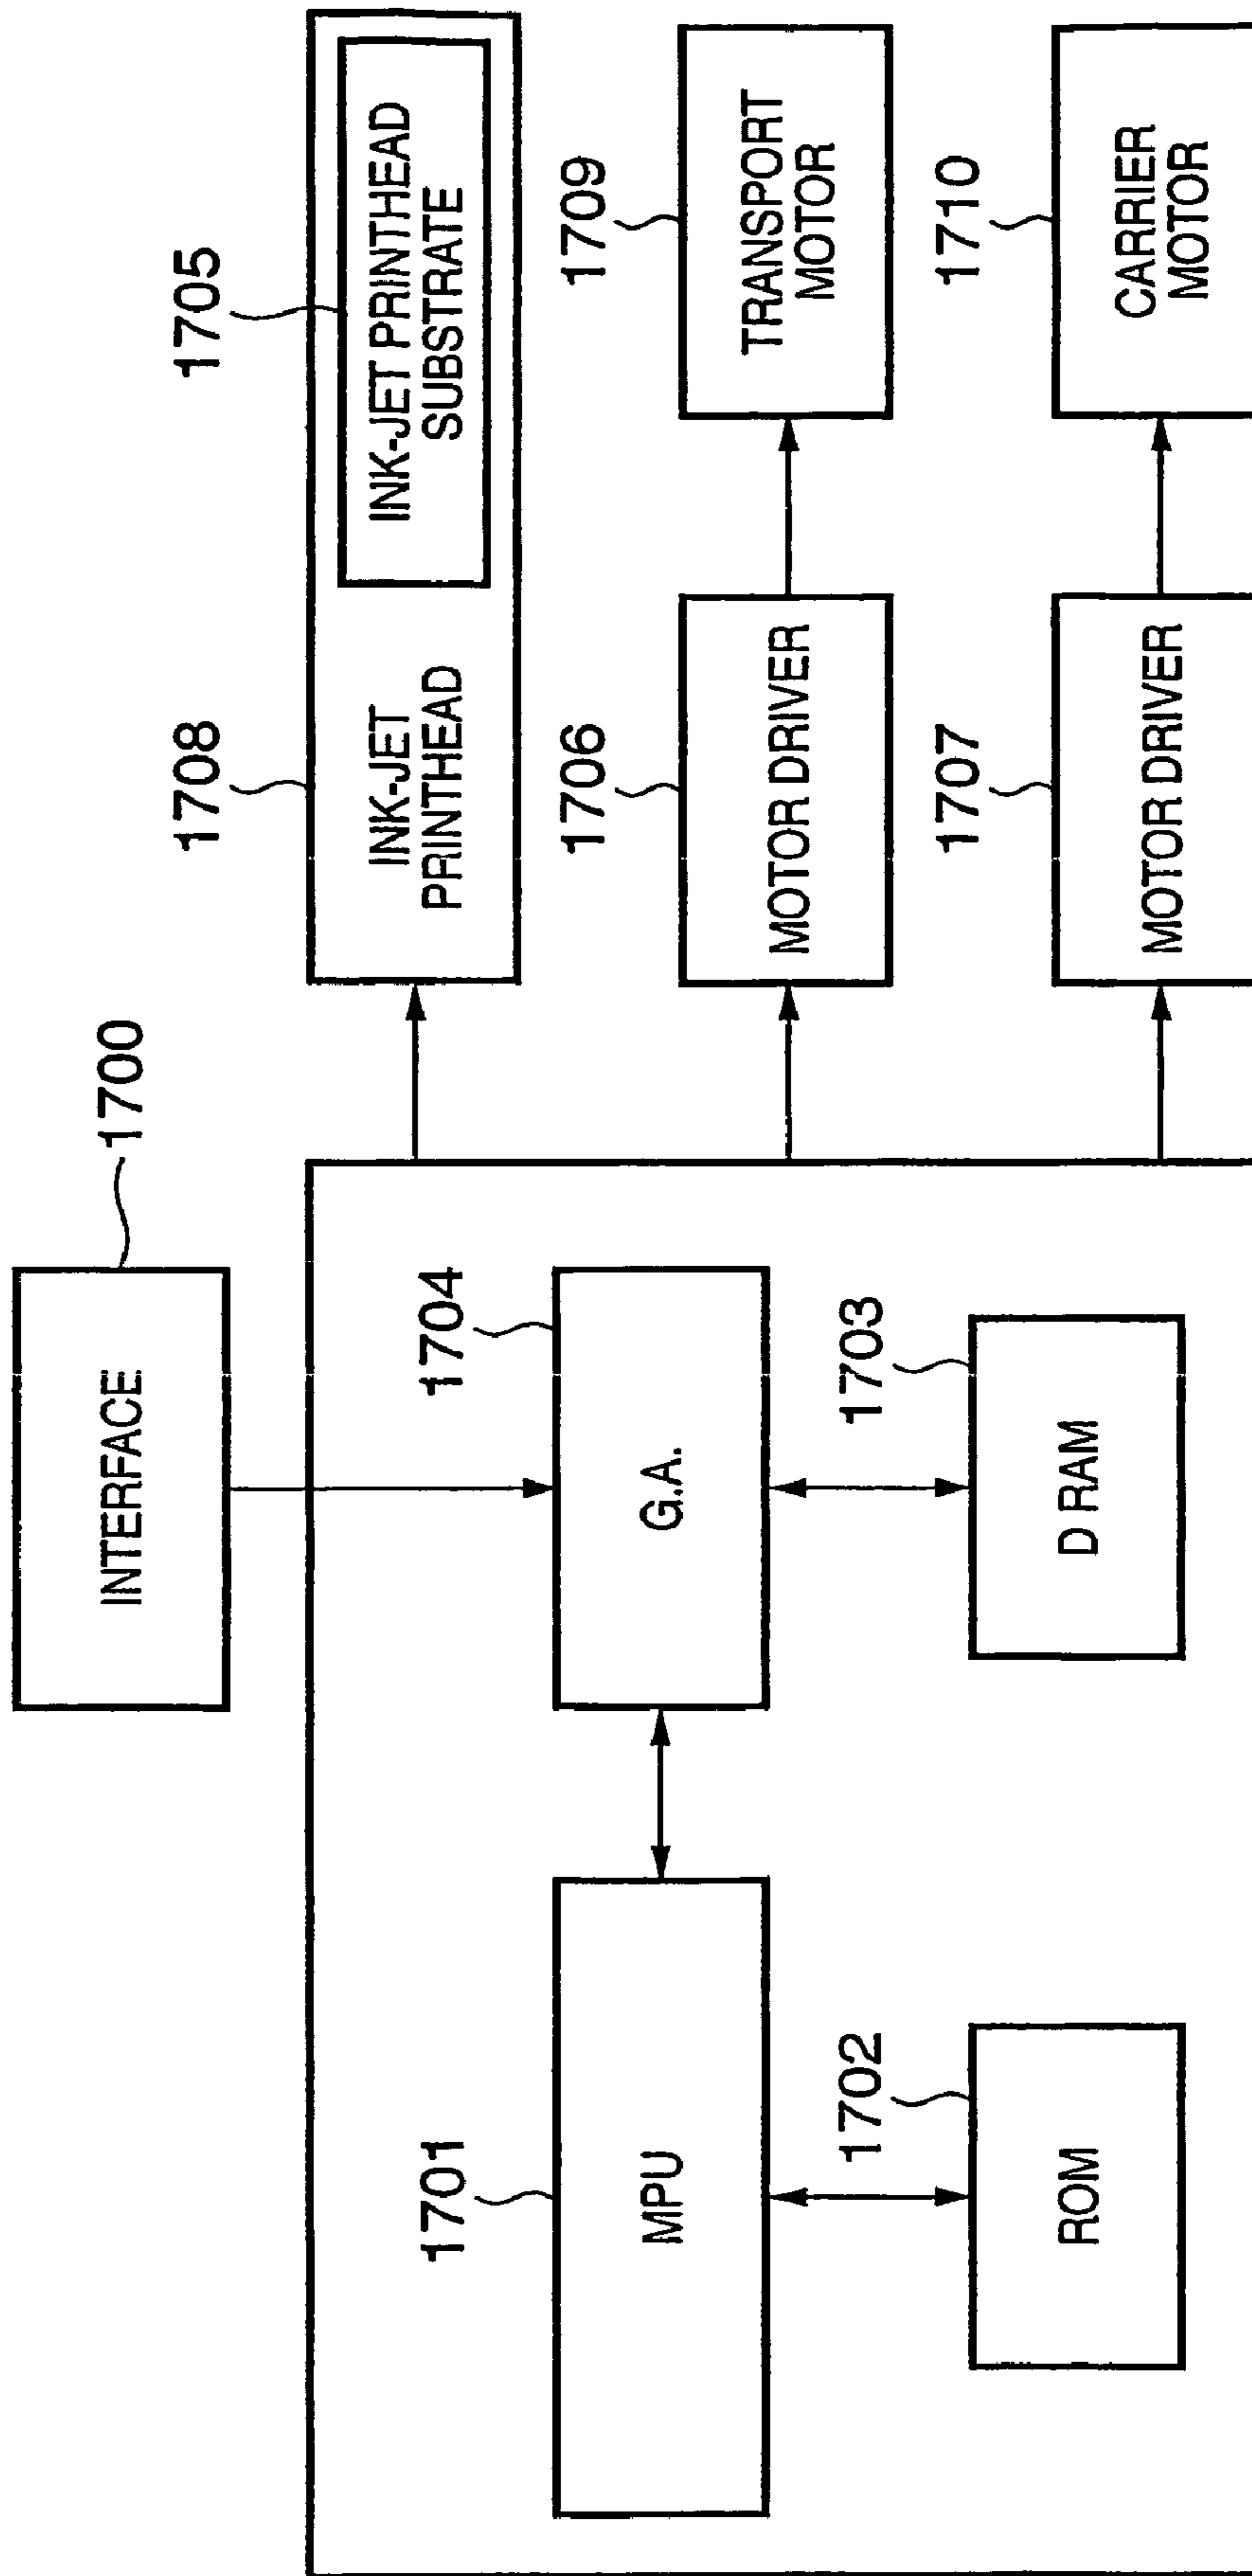 1700
INTERFACE
1705
1708
INK-JET
PRINTHEAD
INK-JET PRINTHEAD
SUBSTRATE
1701
MPU
1704
G.A.
1706
MOTOR DRIVER
1709
TRANSPORT
MOTOR
1702
ROM
1703
D RAM
1707
MOTOR DRIVER
1710
CARRIER
MOTOR